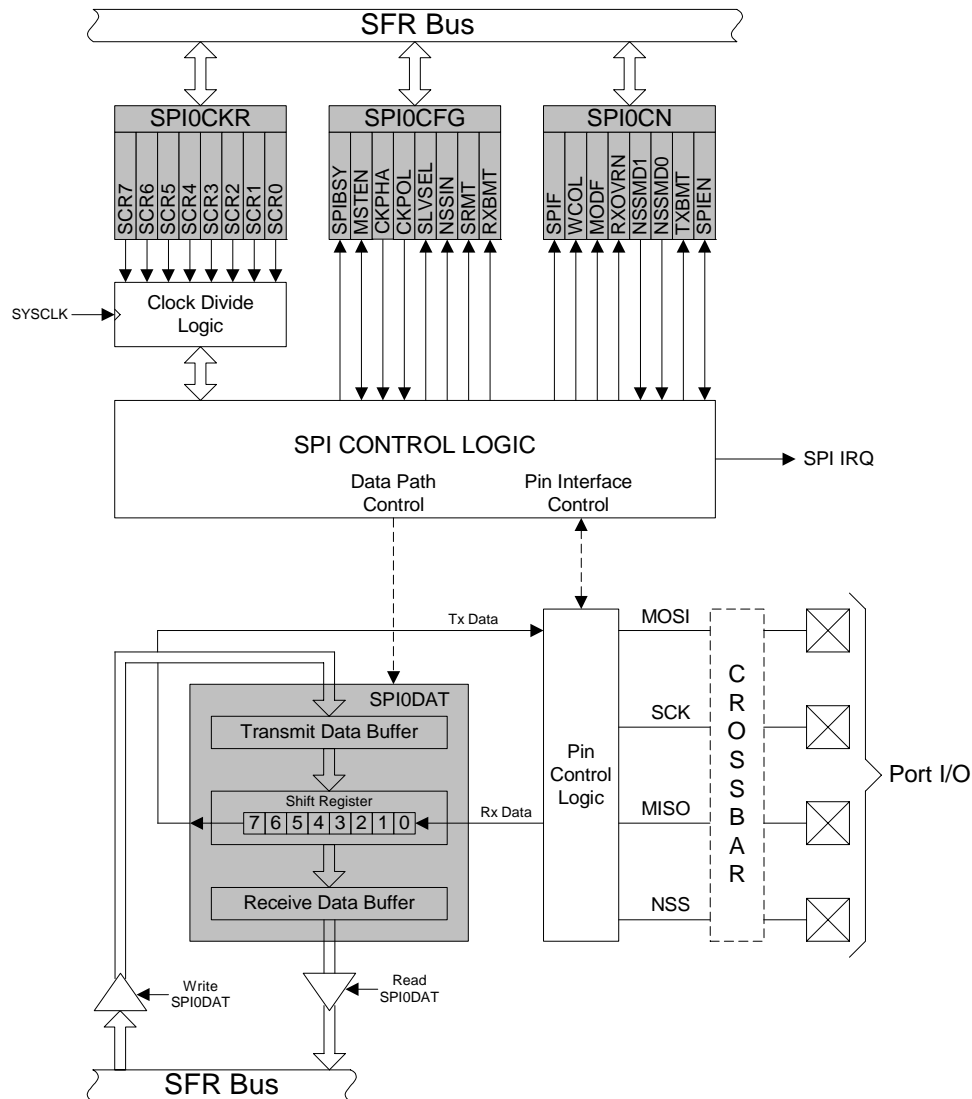 SFR Bus
SPI0CKR
SPI0CFG
SPI0CN
SCR7
SCR6
SCR5
SCR4
SCR3
SCR2
SCR1
SCR0
SPIBSY
MSTEN
CKPHA
CKPOL
SLVSEL
NSSIN
SRMT
RXBMT
SPIF
WCOL
MODF
RXOVRN
NSSMD1
NSSMD0
TXBMT
SPIEN
SYSCLK
Clock Divide
Logic
SPI CONTROL LOGIC
Data Path
Control
Pin Interface
Control
SPI IRQ
Tx Data
MOSI
SPI0DAT
Transmit Data Buffer
SCK
Shift Register
7 6 5 4 3 2 1 0
Rx Data
Pin
Control
Logic
MISO
CROSSBAR
Port I/O
Receive Data Buffer
NSS
Write
SPI0DAT
Read
SPI0DAT
SFR Bus